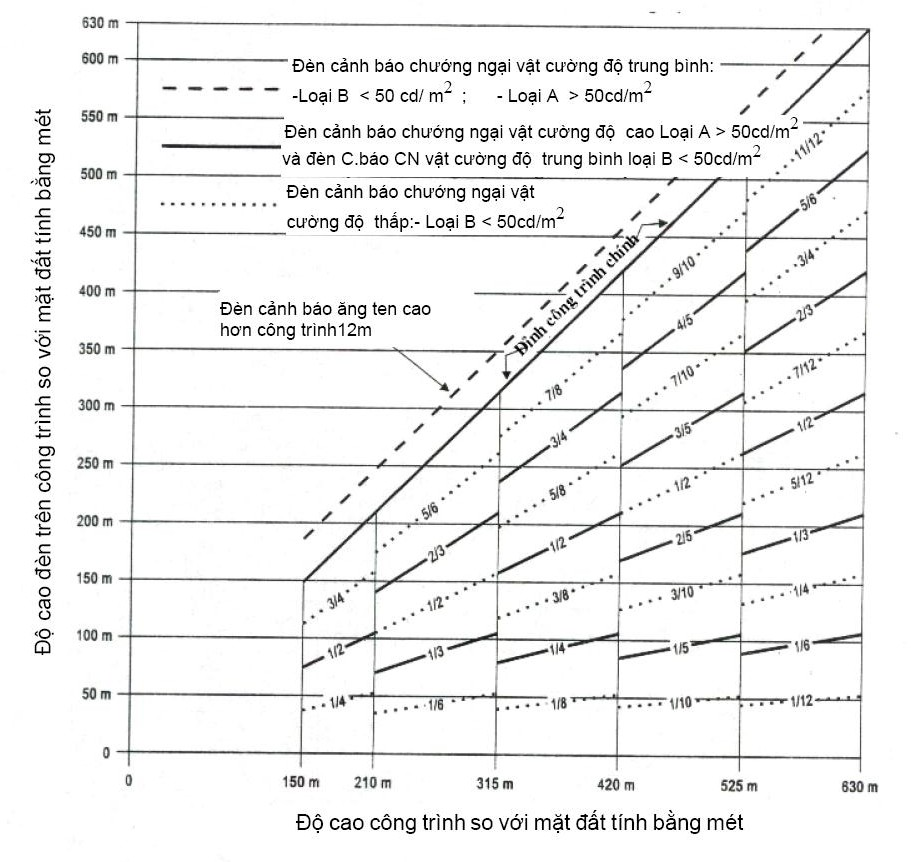 630 m
600 m
550 m
500 m
450 m
400 m
350 m
300 m
250 m
200 m
150 m
100 m
50 m
0
Độ cao đèn trên công trình so với mặt đất tính bằng mét
Đèn cảnh báo chướng ngại vật cường độ trung bình:
-Loại B < 50 cd/ m2 ; - Loại A > 50cd/m2
Đèn cảnh báo chướng ngại vật cường độ cao Loại A > 50cd/m2
và đèn C.báo CN vật cường độ trung bình loại B < 50cd/m2
Đèn cảnh báo chướng ngại vật
cường độ thấp:- Loại B < 50cd/m2
Đèn cảnh báo ăng ten cao
hơn công trình12m
Đỉnh công trình chính
3/4
1/2
1/4
5/6
2/3
1/2
1/3
1/6
7/8
3/4
5/8
1/2
3/8
1/4
1/8
9/10
4/5
7/10
3/5
1/2
2/5
3/10
1/5
1/10
11/12
5/6
3/4
2/3
7/12
1/2
5/12
1/3
1/4
1/6
1/12
0
150 m
210 m
315 m
420 m
525 m
630 m
Độ cao công trình so với mặt đất tính bằng mét